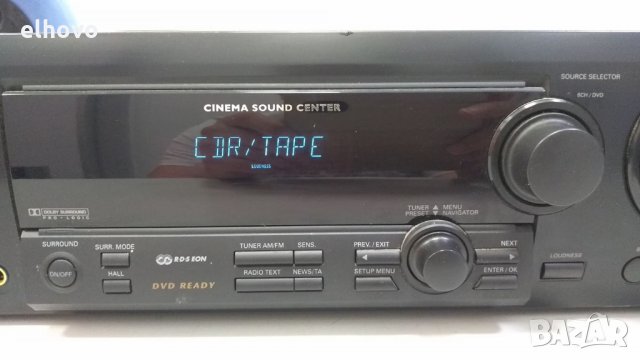 elhovo
CINEMA SOUND CENTER
SOURCE SELECTOR
6CH / DVD
CDR/TAPE
LOUDNESS
DOLBY SURROUND
PRO · LOGIC
TUNER ▲ MENU
PRESET ▼ NAVIGATOR
SURROUND
SURR. MODE
ON/OFF
HALL
R·D·S EON
DVD READY
TUNER AM/FM
SENS.
RADIO TEXT
NEWS/TA
PREV. / EXIT
NEXT
SETUP MENU
ENTER / OK
LOUDNESS
BAZAR